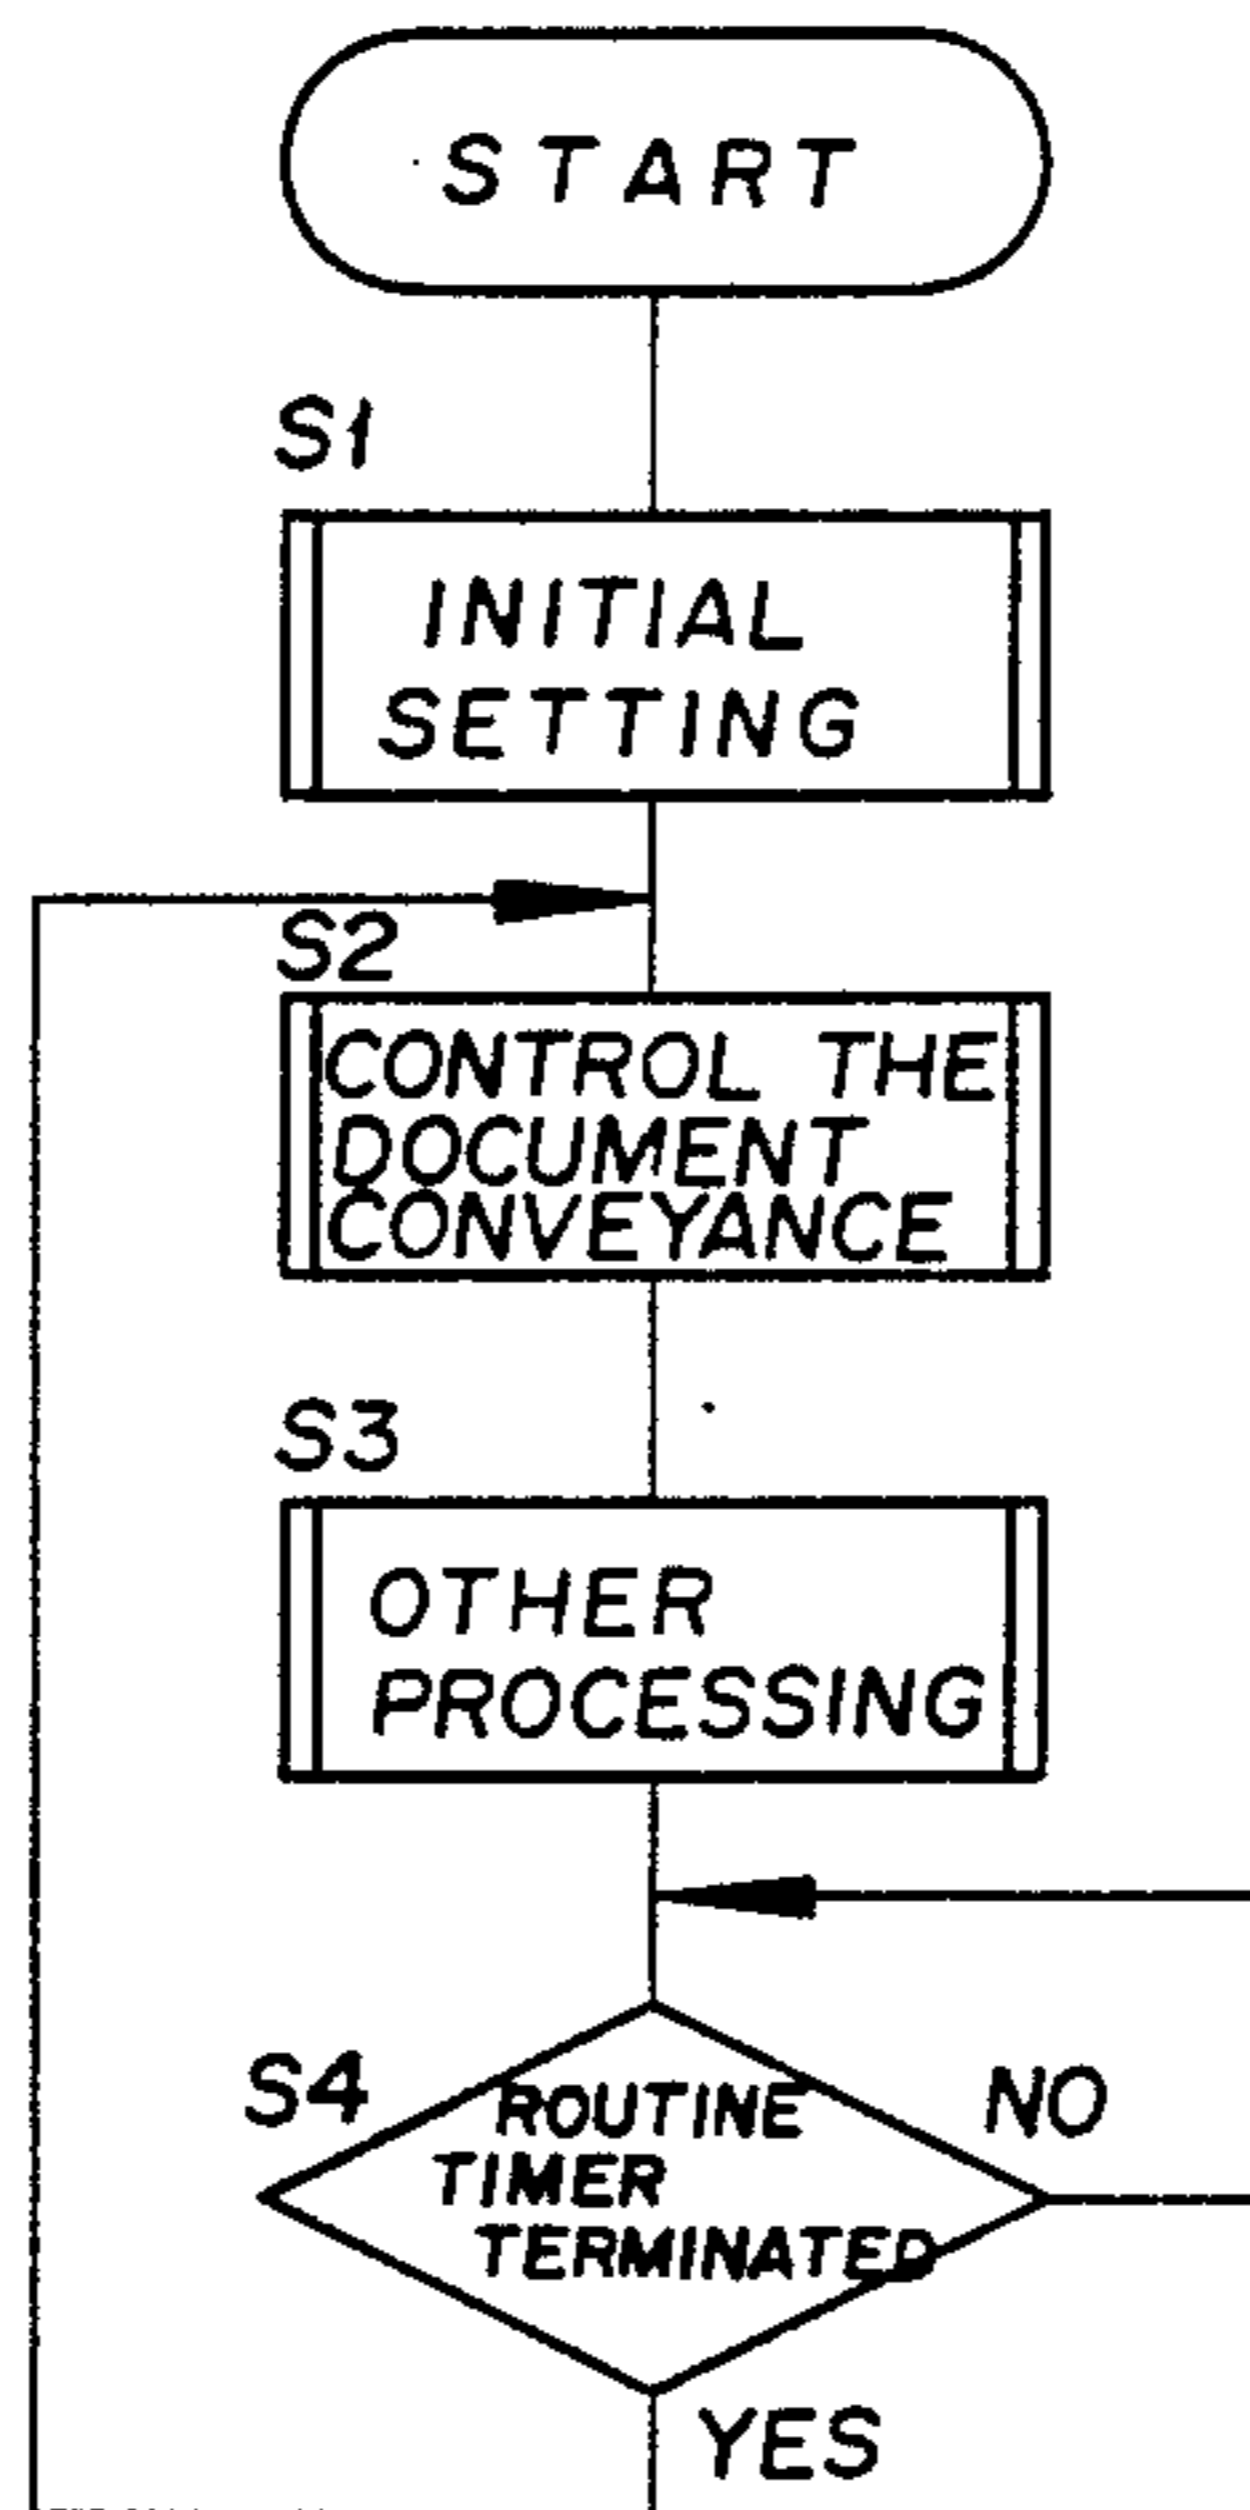 START
S1
INITIAL
SETTING
S2
CONTROL THE
DOCUMENT
CONVEYANCE
S3
OTHER
PROCESSING
S4
ROUTINE
TIMER
TERMINATED
NO
YES